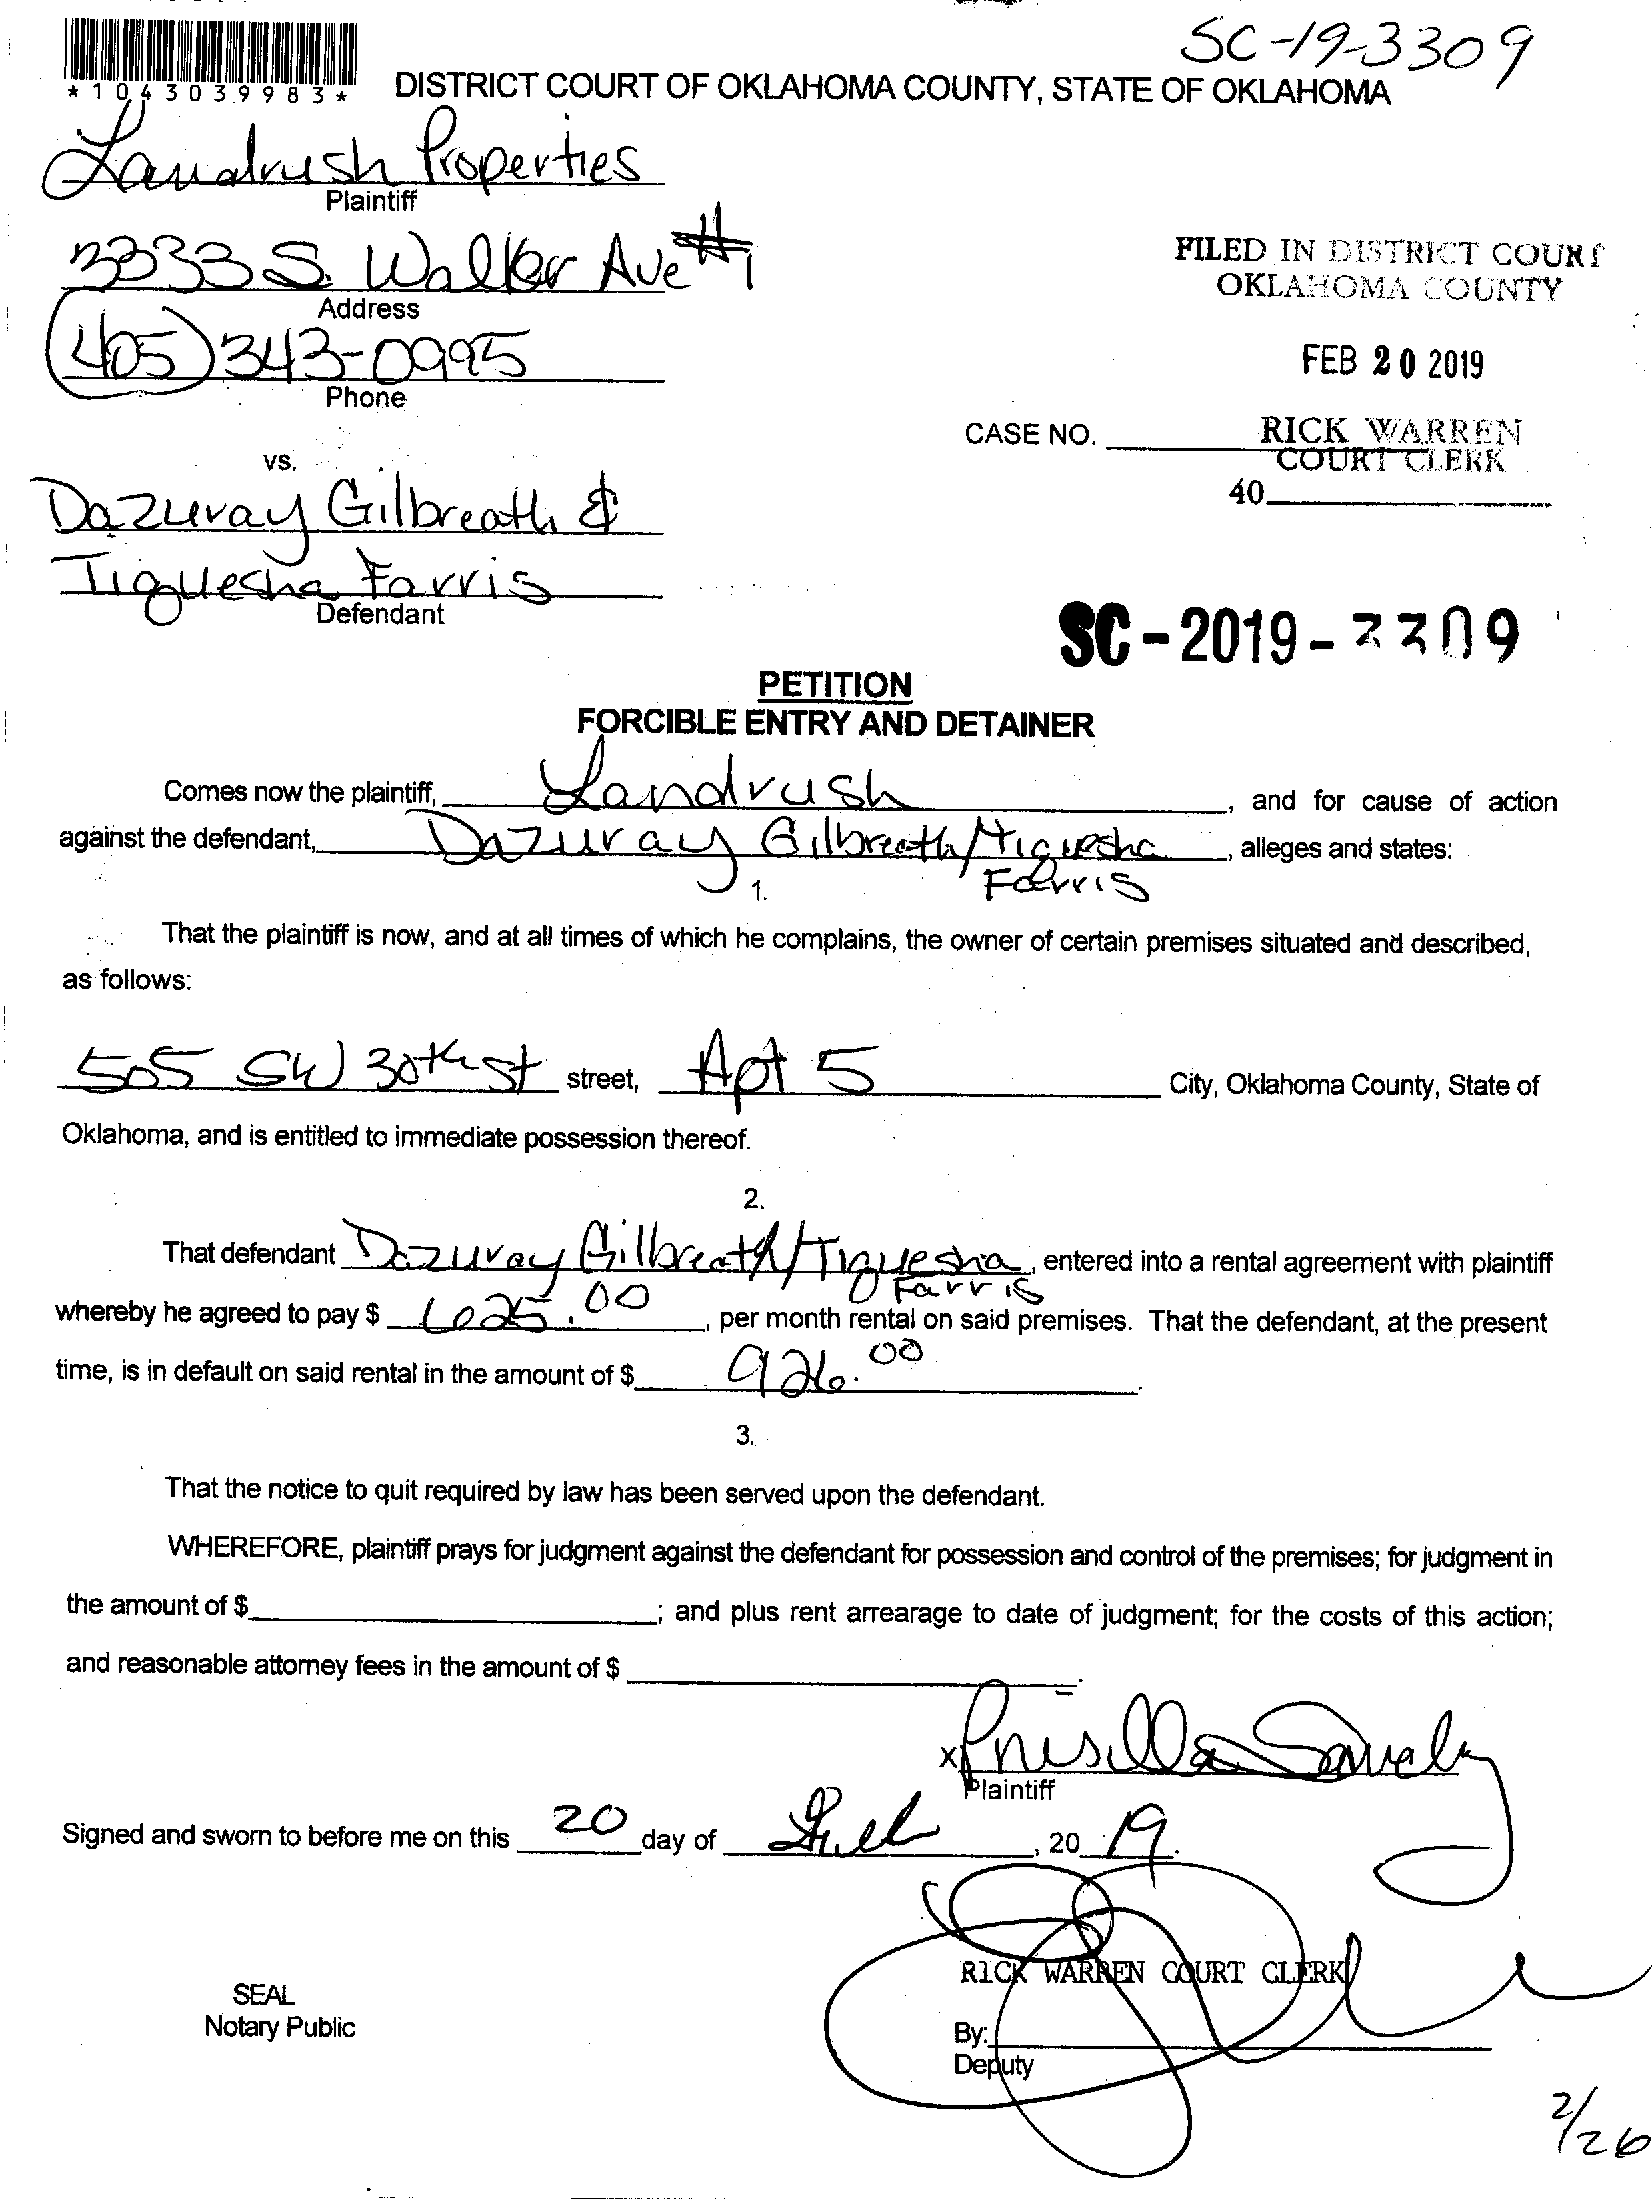 SC-19-3309
*1043039983*
DISTRICT COURT OF OKLAHOMA COUNTY, STATE OF OKLAHOMA
Landrush Properties
Plaintiff
3333 S. Walker Ave #1
Address
(405) 343-0995
Phone
FILED IN DISTRICT COURT
OKLAHOMA COUNTY
FEB 20 2019
RICK WARREN
COURT CLERK
CASE NO.
40
vs.
Dazuray Gilbreath &
Tiquesha Farris
Defendant
SC-2019-3309
PETITION
FORCIBLE ENTRY AND DETAINER
Comes now the plaintiff, Landrush, and for cause of action
against the defendant, Dazuray Gilbreath/Tiquesha, alleges and states:
Farris
1.
That the plaintiff is now, and at all times of which he complains, the owner of certain premises situated and described,
as follows:
505 SW 30th St street, Apt 5 City, Oklahoma County, State of
Oklahoma, and is entitled to immediate possession thereof.
2.
That defendant Dazuray Gilbreath/Tiquesha, entered into a rental agreement with plaintiff
Farris
whereby he agreed to pay $ 625.00, per month rental on said premises. That the defendant, at the present
time, is in default on said rental in the amount of $ 926.00.
3.
That the notice to quit required by law has been served upon the defendant.
WHEREFORE, plaintiff prays for judgment against the defendant for possession and control of the premises; for judgment in
the amount of $ ; and plus rent arrearage to date of judgment; for the costs of this action;
and reasonable attorney fees in the amount of $ .
x Prisilla
Plaintiff
Signed and sworn to before me on this 20 day of , 20 19.
RICK WARREN COURT CLERK
SEAL
Notary Public
By:
Deputy
2/26